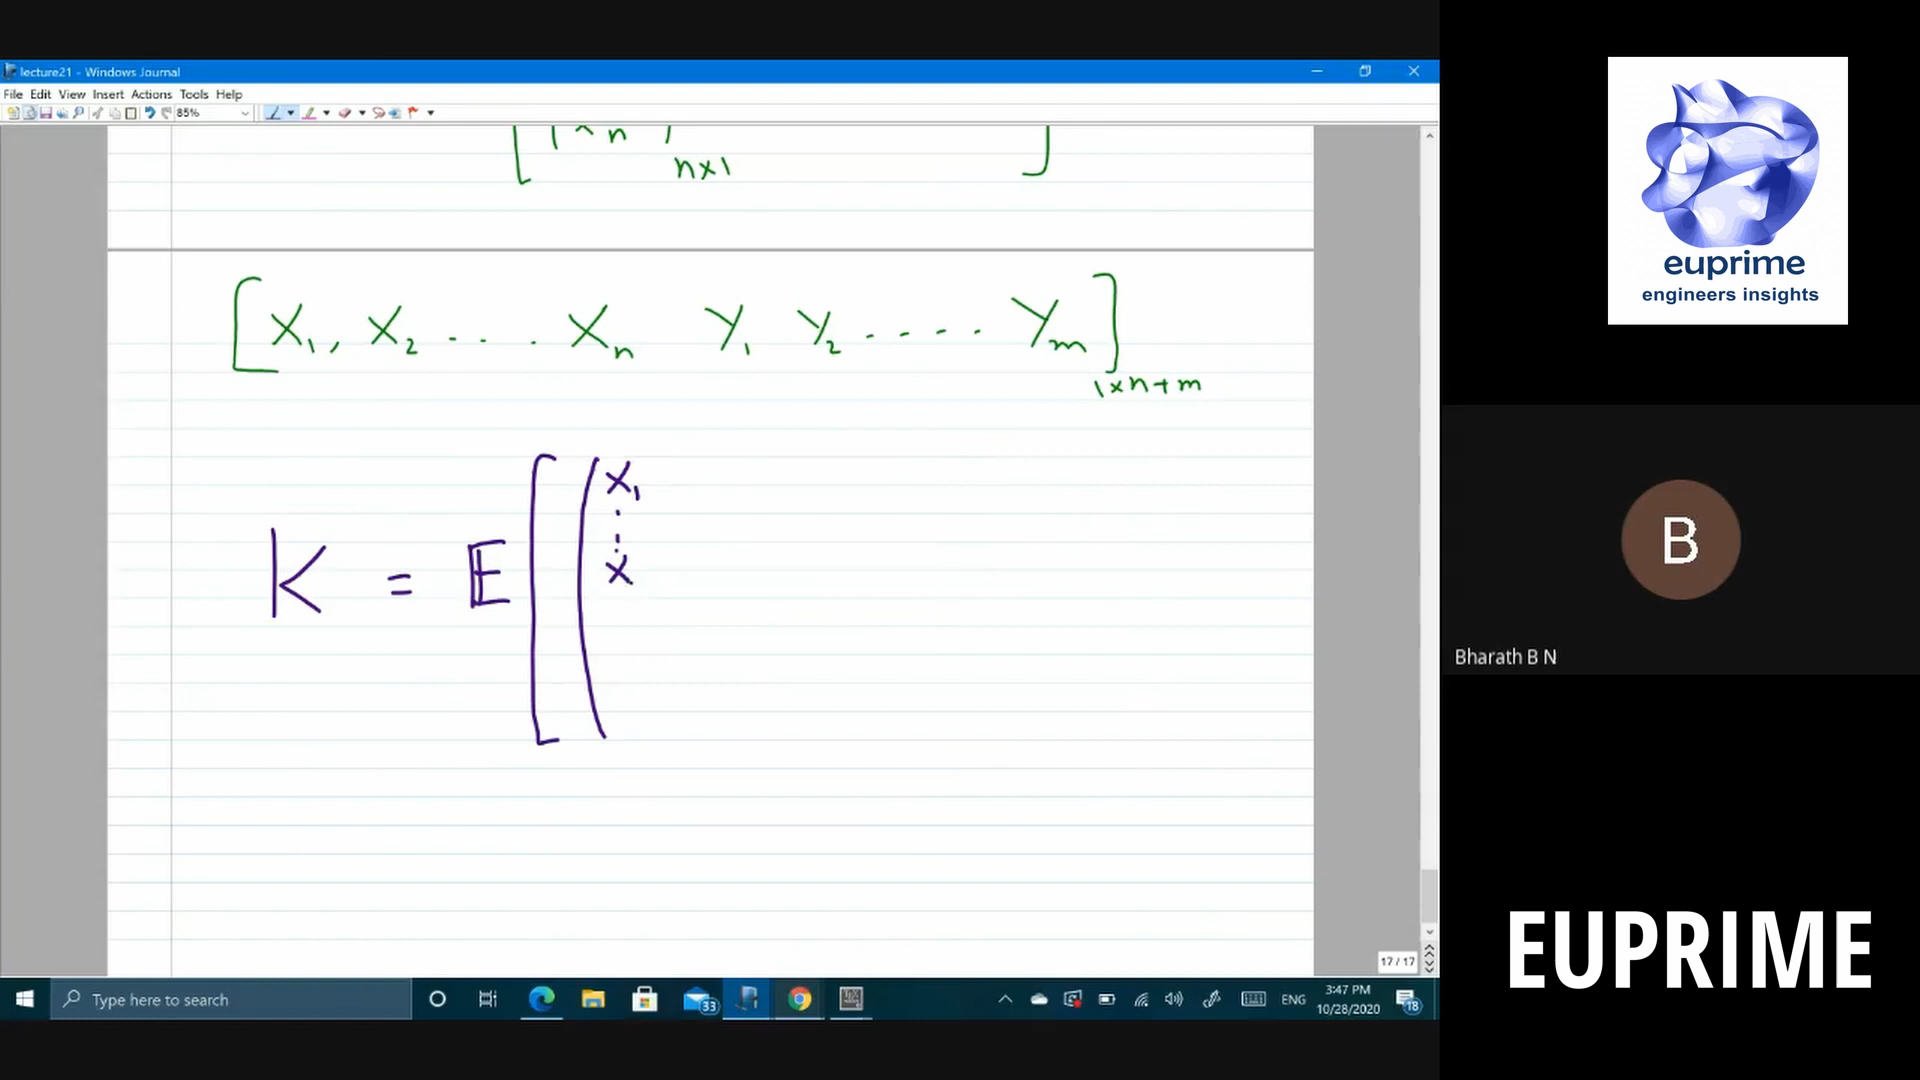 lecture21 - Windows Journal
File Edit View Insert Actions Tools Help
85%
x n
n×1
[X₁, X₂ . . . . Xₙ Y₁ Y₂ . . . . . Yₘ]
1×n+m
K = E[(X₁
⋮
X
17 / 17
Type here to search
33
ENG
3:47 PM
10/28/2020
18
euprime
engineers insights
B
Bharath B N
EUPRIME